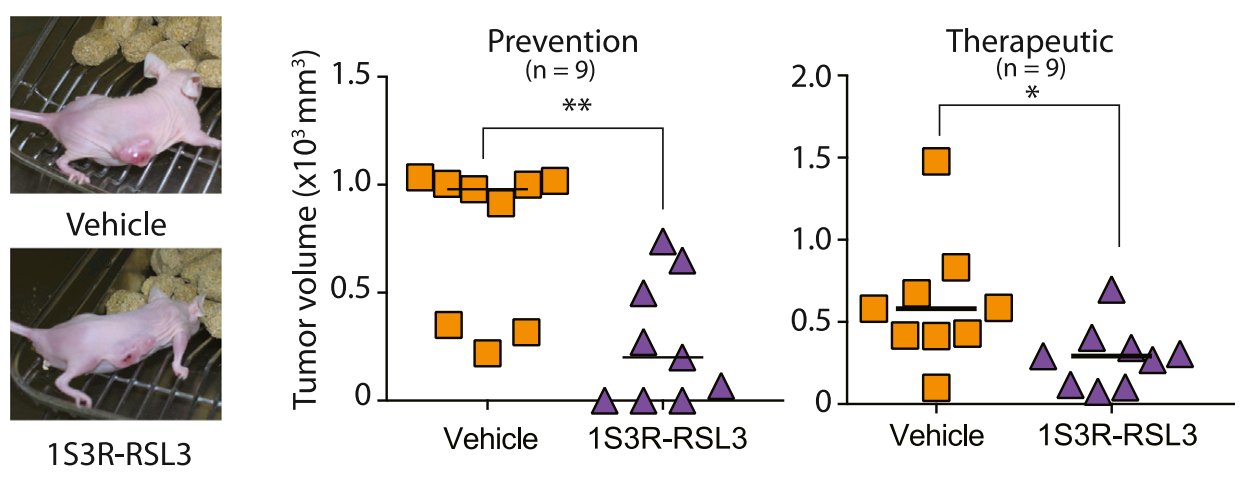 Vehicle
1S3R-RSL3
Tumor volume (x10³ mm³)
Prevention
(n = 9)
**
1.5
1.0
0.5
0
Vehicle
1S3R-RSL3
Therapeutic
(n = 9)
*
2.0
1.5
1.0
0.5
0
Vehicle
1S3R-RSL3